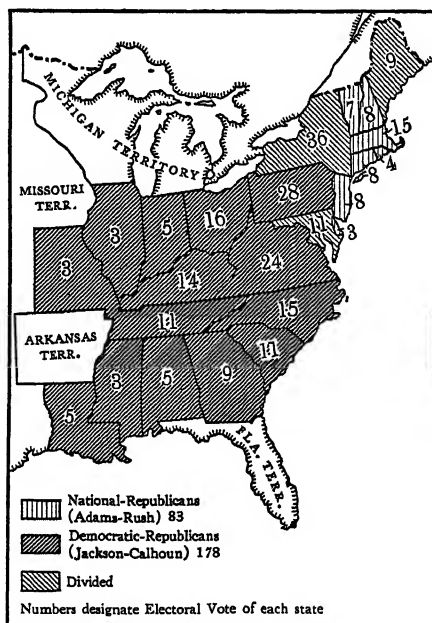 9
7
8
15
MICHIGAN TERRITORY
36
4
8
28
8
MISSOURI
TERR.
16
5
3
11
3
3
24
14
11
15
ARKANSAS
TERR.
11
3
5
9
5
FLA. TERR.
National-Republicans
(Adams-Rush) 83
Democratic-Republicans
(Jackson-Calhoun) 178
Divided
Numbers designate Electoral Vote of each state